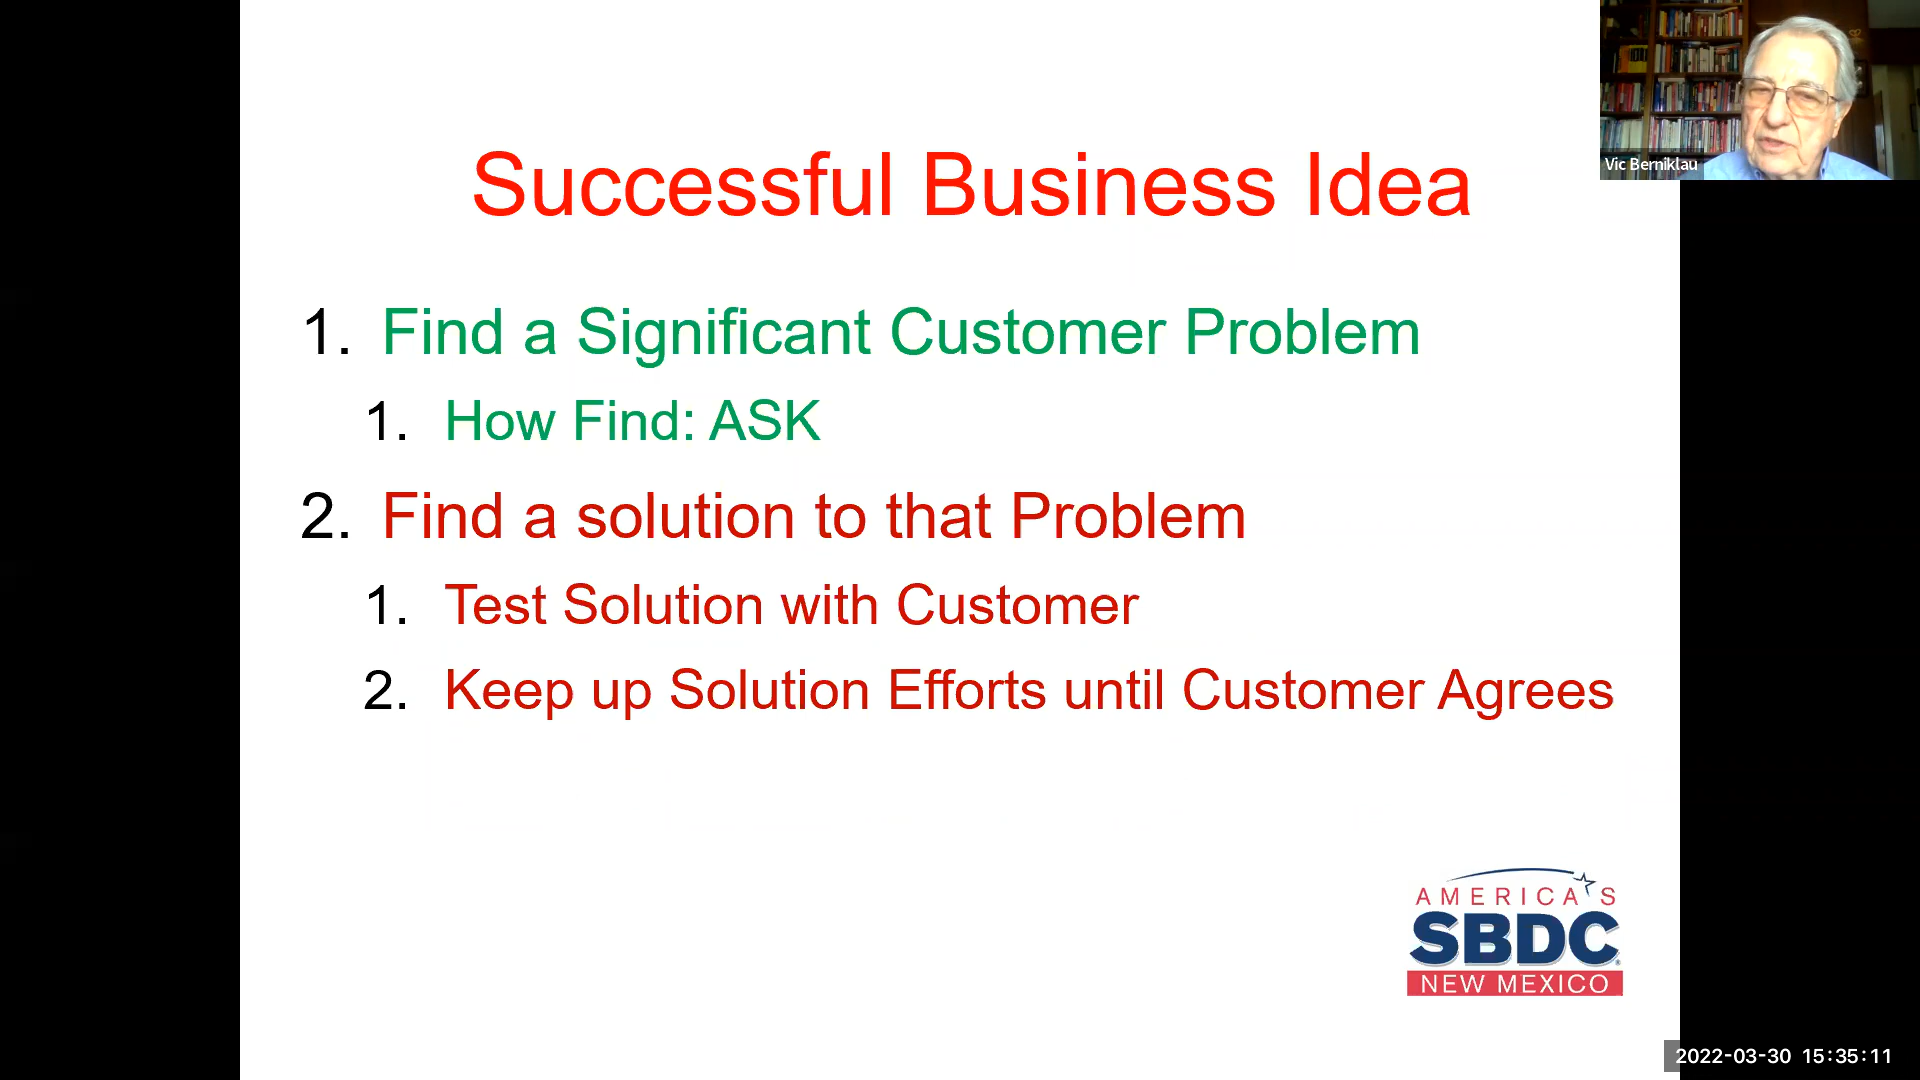 Successful Business Idea
1. Find a Significant Customer Problem
1. How Find: ASK
2. Find a solution to that Problem
1. Test Solution with Customer
2. Keep up Solution Efforts until Customer Agrees
Vic Berniklau
AMERICA'S
SBDC
NEW MEXICO
2022-03-30 15:35:11